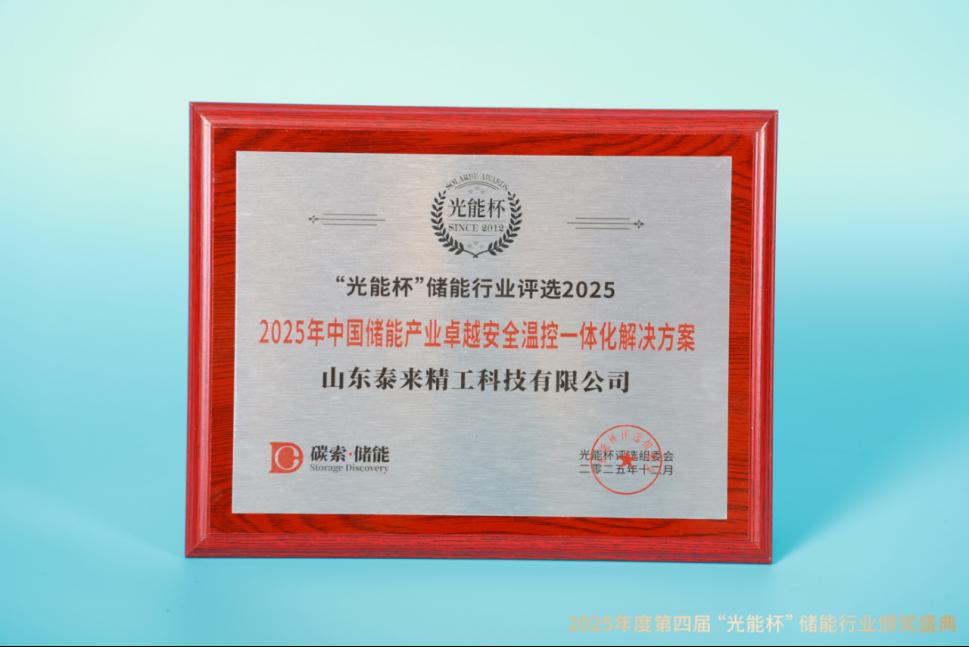 SOLARBE AWARDS
光能杯
SINCE 2012
“光能杯”储能行业评选2025
2025年中国储能产业卓越安全温控一体化解决方案
山东泰来精工科技有限公司
碳索·储能
Storage Discovery
光能杯评选组委会
二零二五年十二月
2025年度第四届“光能杯”储能行业颁奖盛典